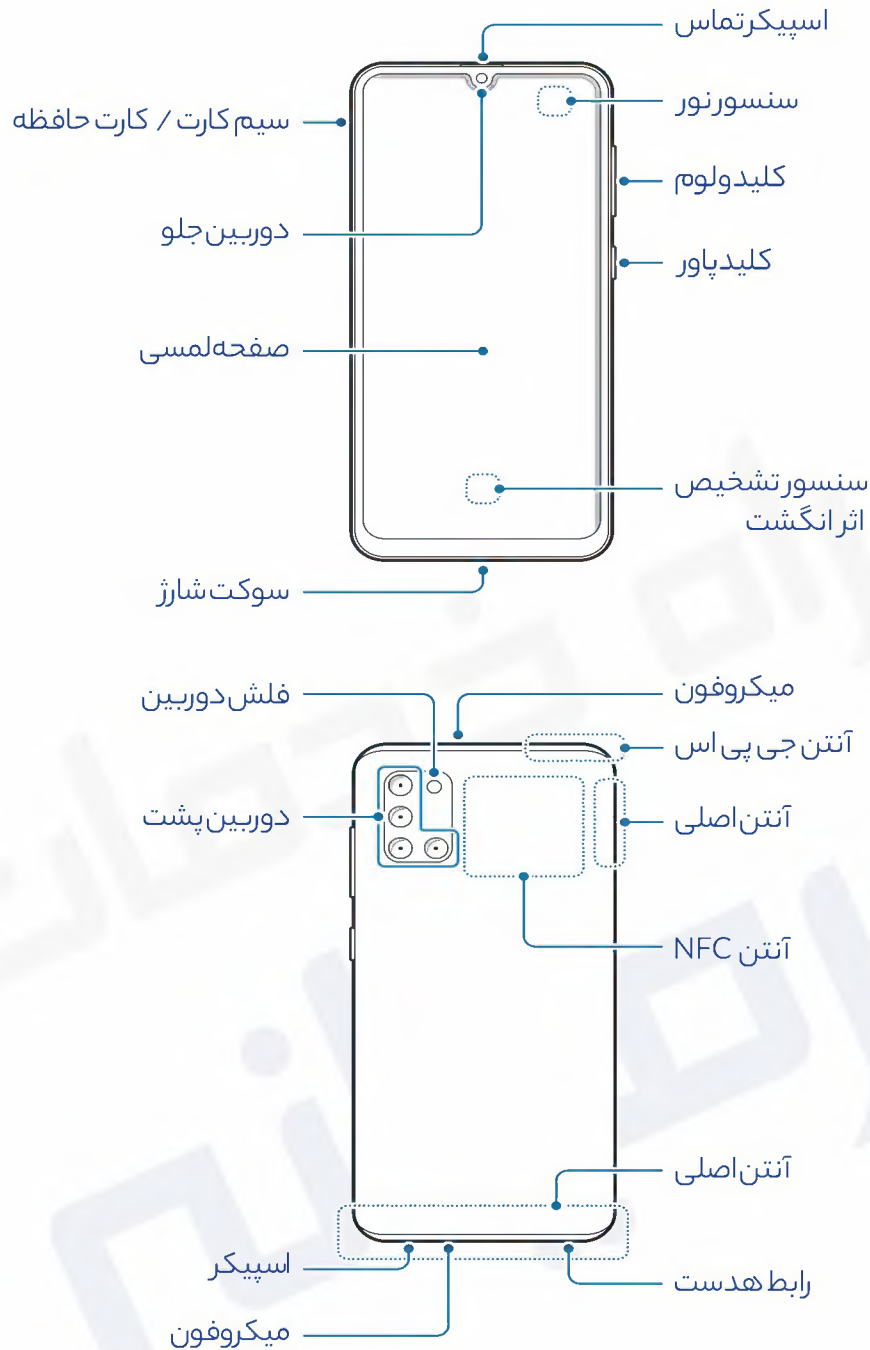 اسپیکر تماس
سنسور نور
سیم کارت / کارت حافظه
کلید ولوم
دوربین جلو
کلید پاور
صفحه لمسی
سنسور تشخیص
اثر انگشت
سوکت شارژ
میکروفون
فلش دوربین
آنتن جی پی اس
آنتن اصلی
دوربین پشت
آنتن NFC
آنتن اصلی
اسپیکر
رابط هدست
میکروفون